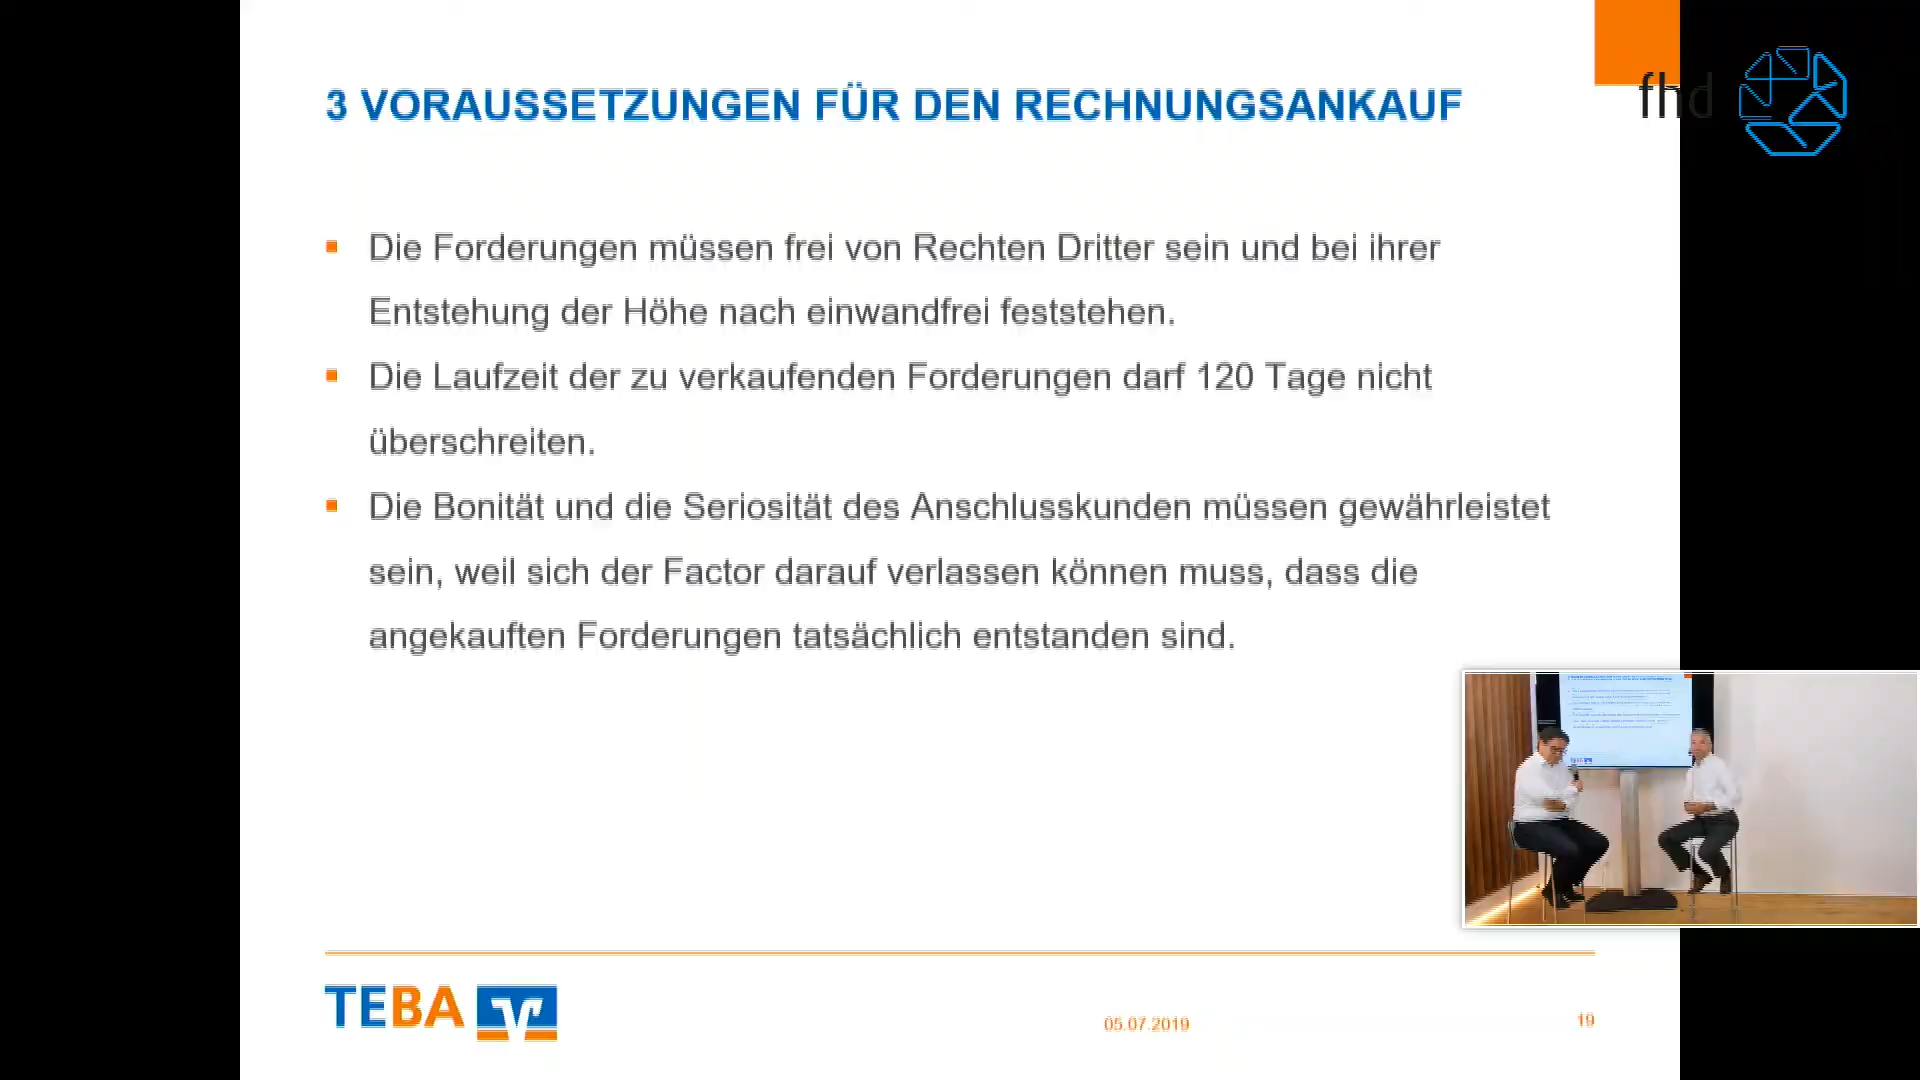 3 VORAUSSETZUNGEN FÜR DEN RECHNUNGSANKAUF
fhd
Die Forderungen müssen frei von Rechten Dritter sein und bei ihrer
Entstehung der Höhe nach einwandfrei feststehen.
Die Laufzeit der zu verkaufenden Forderungen darf 120 Tage nicht
überschreiten.
Die Bonität und die Seriosität des Anschlusskunden müssen gewährleistet
sein, weil sich der Factor darauf verlassen können muss, dass die
angekauften Forderungen tatsächlich entstanden sind.
TEBA
05.07.2019
19